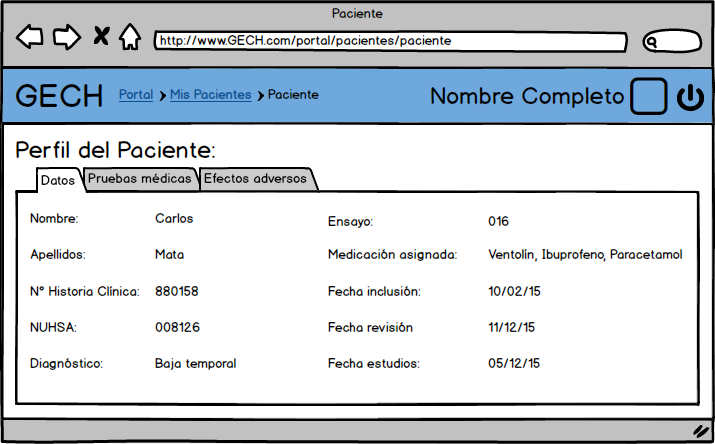 Paciente
http://www.GECH.com/portal/pacientes/paciente
GECH Portal Mis Pacientes Paciente Nombre Completo
Perfil del Paciente:
Datos Pruebas médicas Efectos adversos
Nombre: Carlos Ensayo: 016
Apellidos: Mata Medicación asignada: Ventolín, Ibuprofeno, Paracetamol
Nº Historia Clínica: 880158 Fecha inclusión: 10/02/15
NUHSA: 008126 Fecha revisión 11/12/15
Diagnóstico: Baja temporal Fecha estudios: 05/12/15